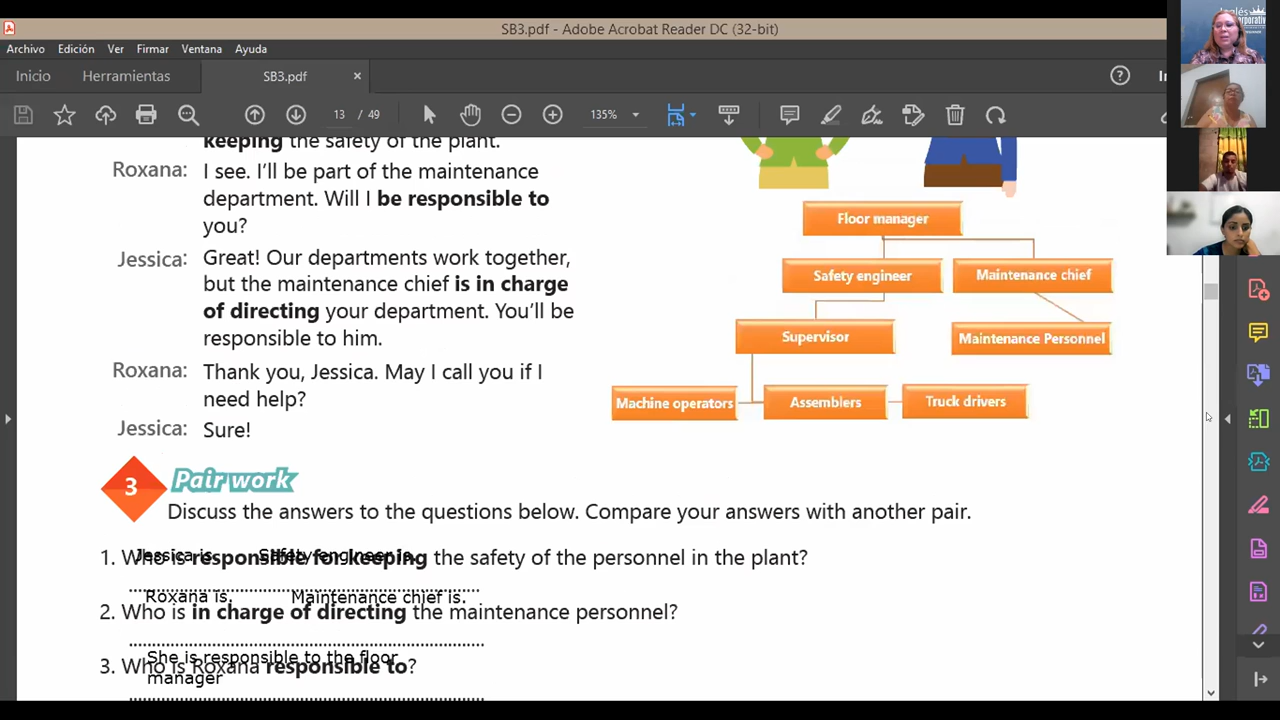 SB3.pdf - Adobe Acrobat Reader DC (32-bit)
Archivo Edición Ver Firmar Ventana Ayuda
Inicio Herramientas SB3.pdf ×
13 / 49 135%
keeping the safety of the plant.
Roxana: I see. I'll be part of the maintenance
department. Will I be responsible to
you?
Jessica: Great! Our departments work together,
but the maintenance chief is in charge
of directing your department. You'll be
responsible to him.
Roxana: Thank you, Jessica. May I call you if I
need help?
Jessica: Sure!
Floor manager
Safety engineer Maintenance chief
Supervisor Maintenance Personnel
Machine operators Assemblers Truck drivers
3 Pair work
Discuss the answers to the questions below. Compare your answers with another pair.
Jessica is. Safety engineer is.
1. Who is responsible for keeping the safety of the personnel in the plant?
Roxana is. Maintenance chief is.
2. Who is in charge of directing the maintenance personnel?
She is responsible to the floor
3. Who is Roxana responsible to?
manager
Inglés